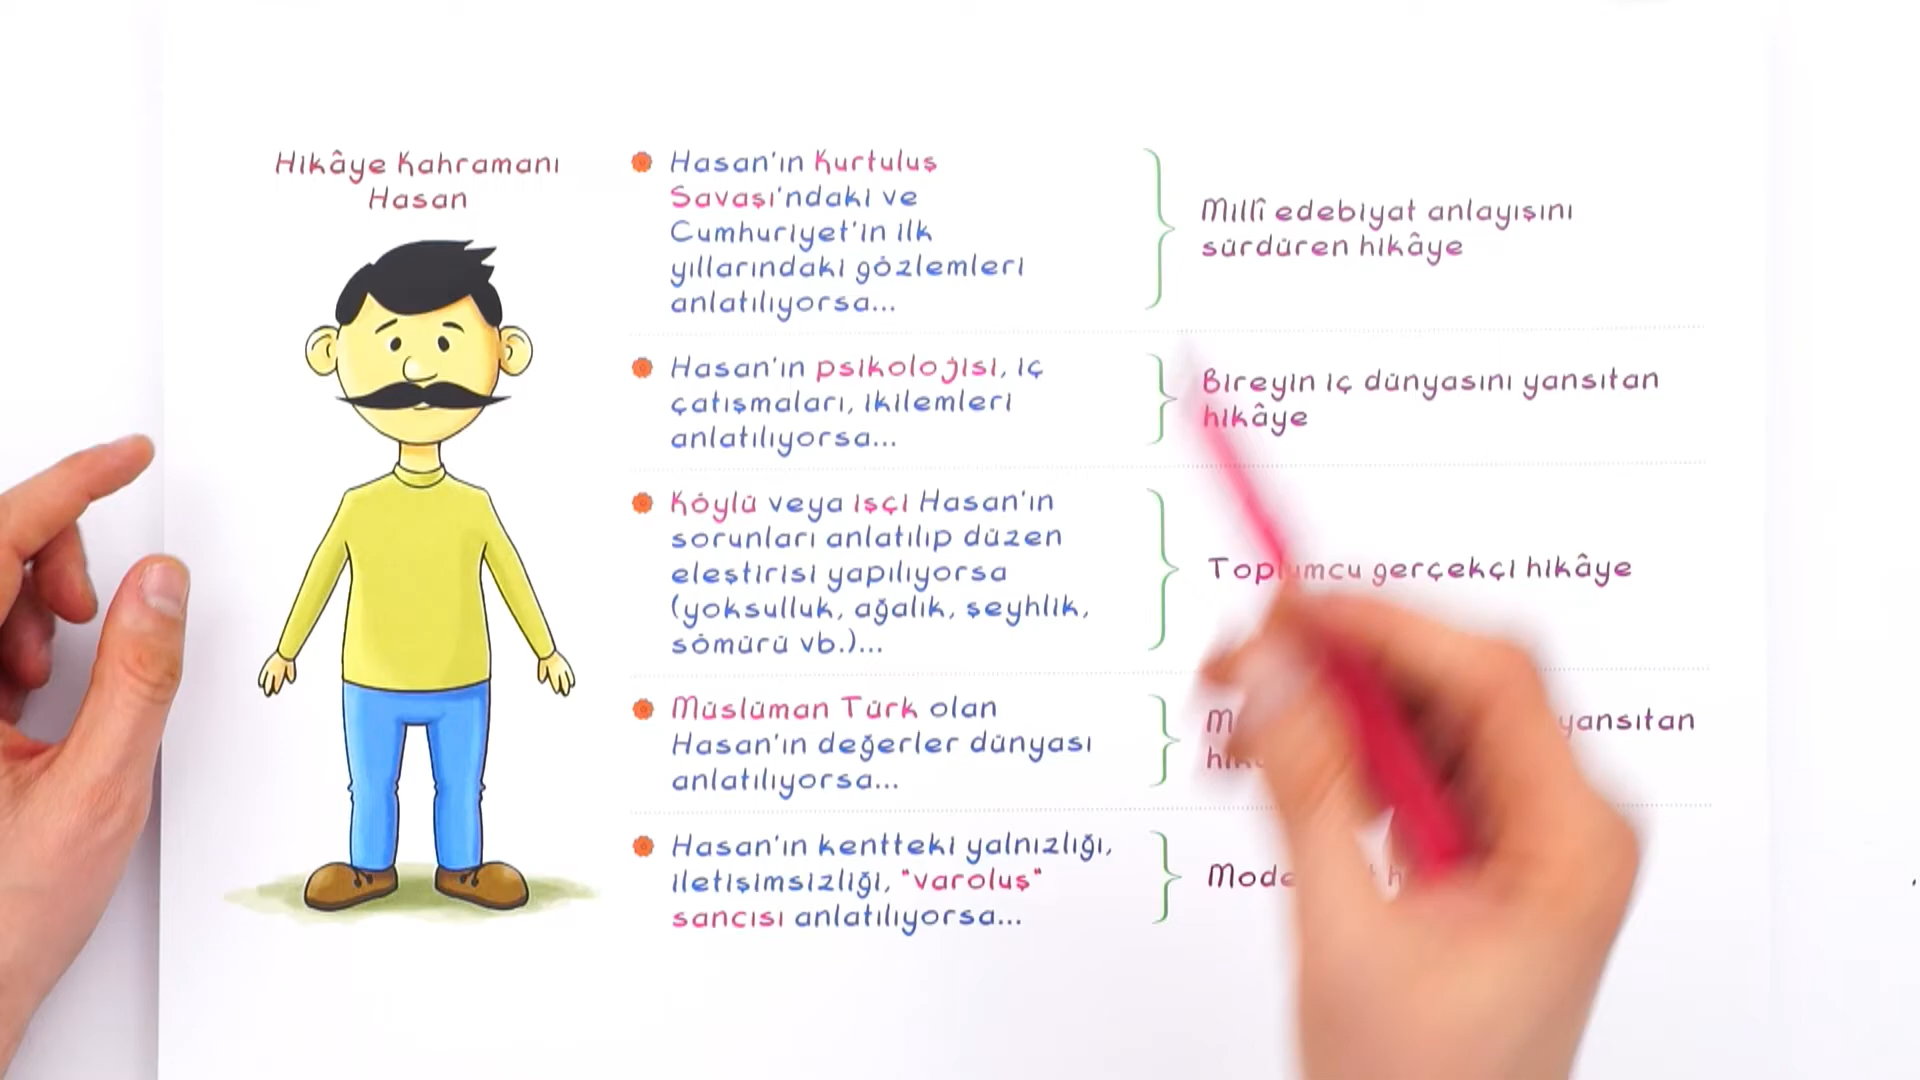 Hikâye Kahramanı
Hasan
Hasan'ın Kurtuluş
Savaşı'ndaki ve
Cumhuriyet'in ilk
yıllarındaki gözlemleri
anlatılıyorsa...
Millî edebiyat anlayışını
sürdüren hikâye
Hasan'ın psikolojisi, iç
çatışmaları, ikilemleri
anlatılıyorsa...
Bireyin iç dünyasını yansıtan
hikâye
Köylü veya işçi Hasan'ın
sorunları anlatılıp düzen
eleştirisi yapılıyorsa
(yoksulluk, ağalık, şeyhlik,
sömürü vb.)...
Toplumcu gerçekçi hikâye
Müslüman Türk olan
Hasan'ın değerler dünyası
anlatılıyorsa...
yansıtan
Hasan'ın kentteki yalnızlığı,
iletişimsizliği, "varoluş"
sancısı anlatılıyorsa...